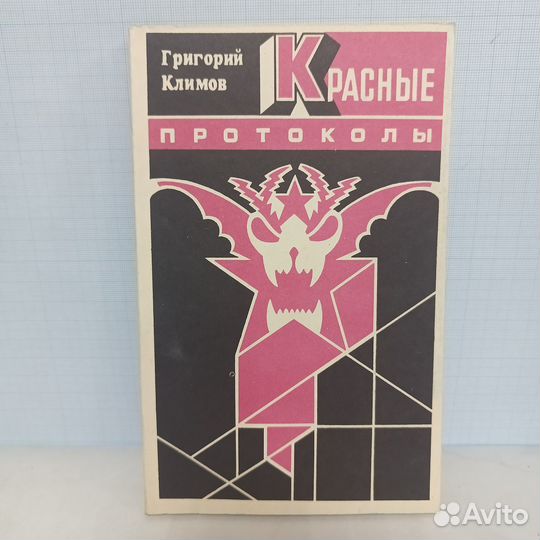 Григорий
Климов
КРАСНЫЕ
ПРОТОКОЛЫ
Avito